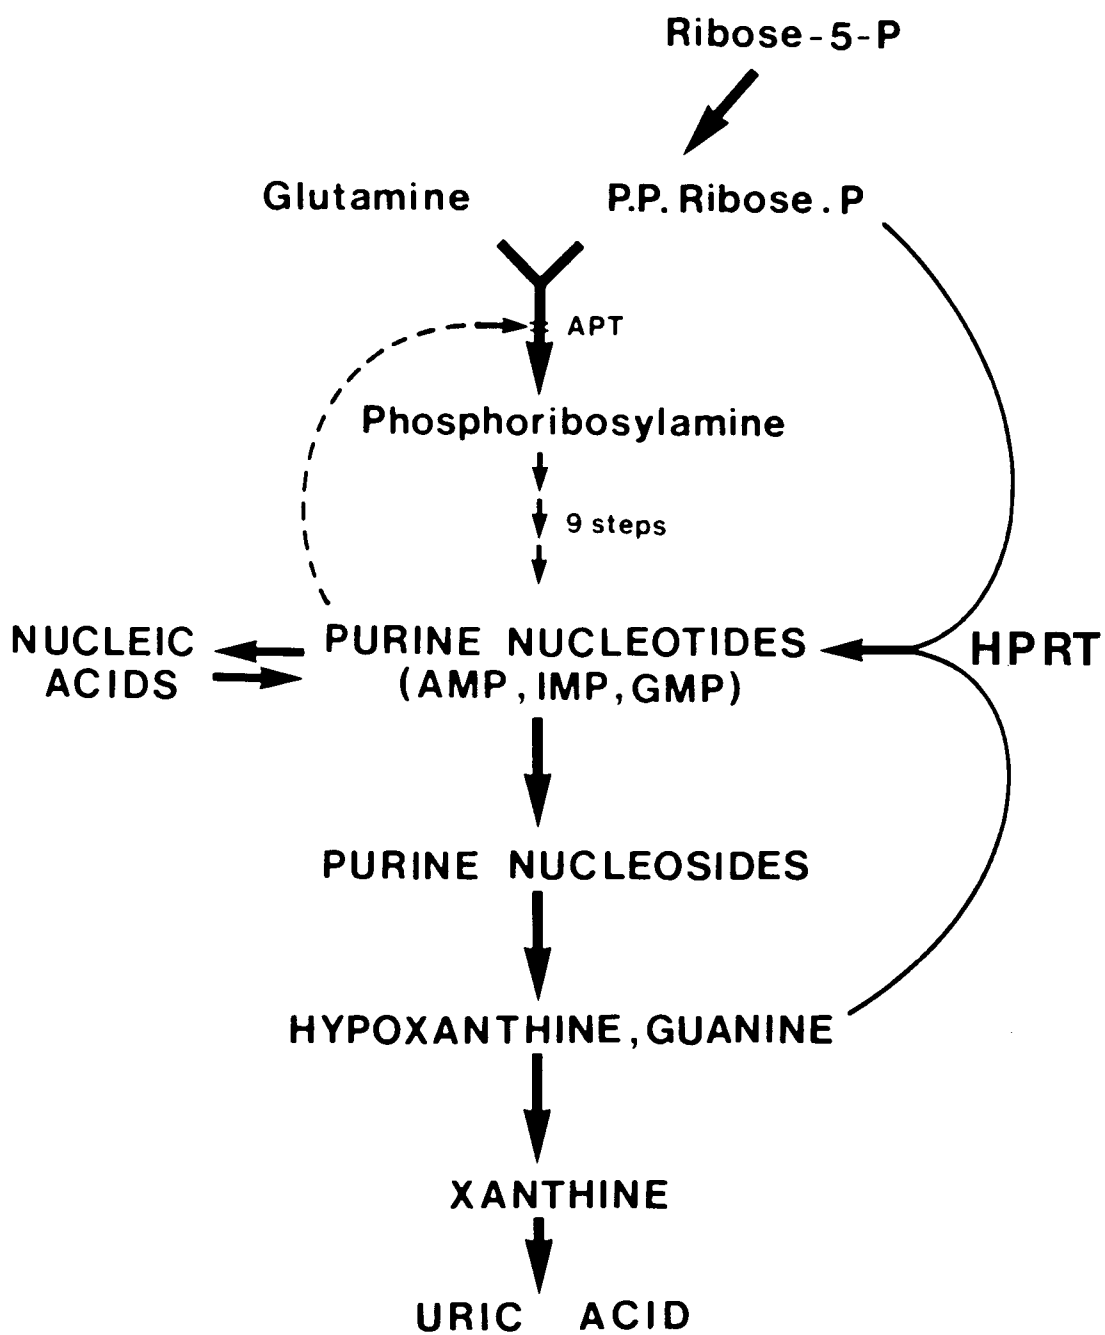 Ribose-5-P
Glutamine
P.P. Ribose.P
APT
Phosphoribosylamine
9 steps
NUCLEIC
ACIDS
PURINE NUCLEOTIDES
(AMP, IMP, GMP)
HPRT
PURINE NUCLEOSIDES
HYPOXANTHINE, GUANINE
XANTHINE
URIC ACID